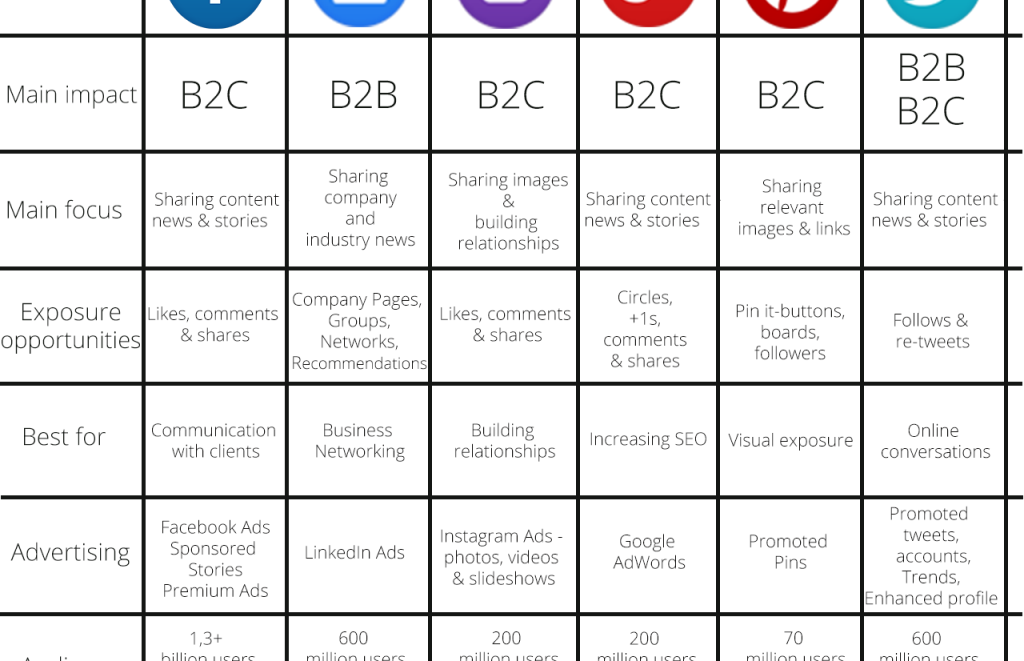 Main impact
B2C
B2B
B2C
B2C
B2C
B2B
B2C
Main focus
Sharing content
news & stories
Sharing
company
and
industry news
Sharing images
&
building
relationships
Sharing content
news & stories
Sharing
relevant
images & links
Sharing content
news & stories
Exposure
opportunities
Likes, comments
& shares
Company Pages,
Groups,
Networks,
Recommendations
Likes, comments
& shares
Circles,
+1s,
comments
& shares
Pin it-buttons,
boards,
followers
Follows &
re-tweets
Best for
Communication
with clients
Business
Networking
Building
relationships
Increasing SEO
Visual exposure
Online
conversations
Advertising
Facebook Ads
Sponsored
Stories
Premium Ads
LinkedIn Ads
Instagram Ads -
photos, videos
& slideshows
Google
AdWords
Promoted
Pins
Promoted
tweets,
accounts,
Trends,
Enhanced profile
1,3+
billion users
600
million users
200
million users
200
million users
70
million users
600
million users